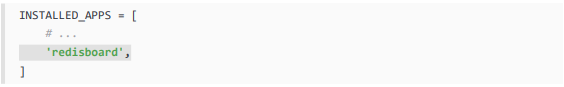 INSTALLED_APPS = [
    # ...
    'redisboard',
]